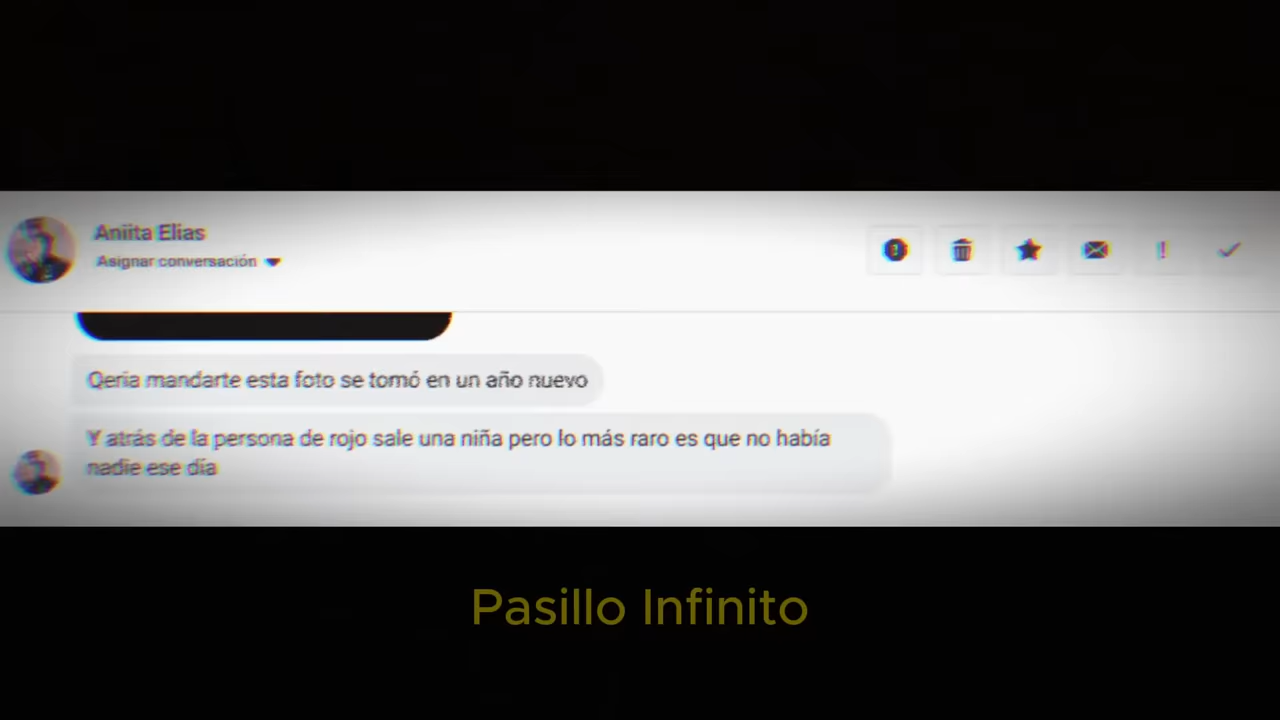 Aniita Elias
Asignar conversación
Qeria mandarte esta foto se tomó en un año nuevo
Y atrás de la persona de rojo sale una niña pero lo más raro es que no había
nadie ese día
Pasillo Infinito